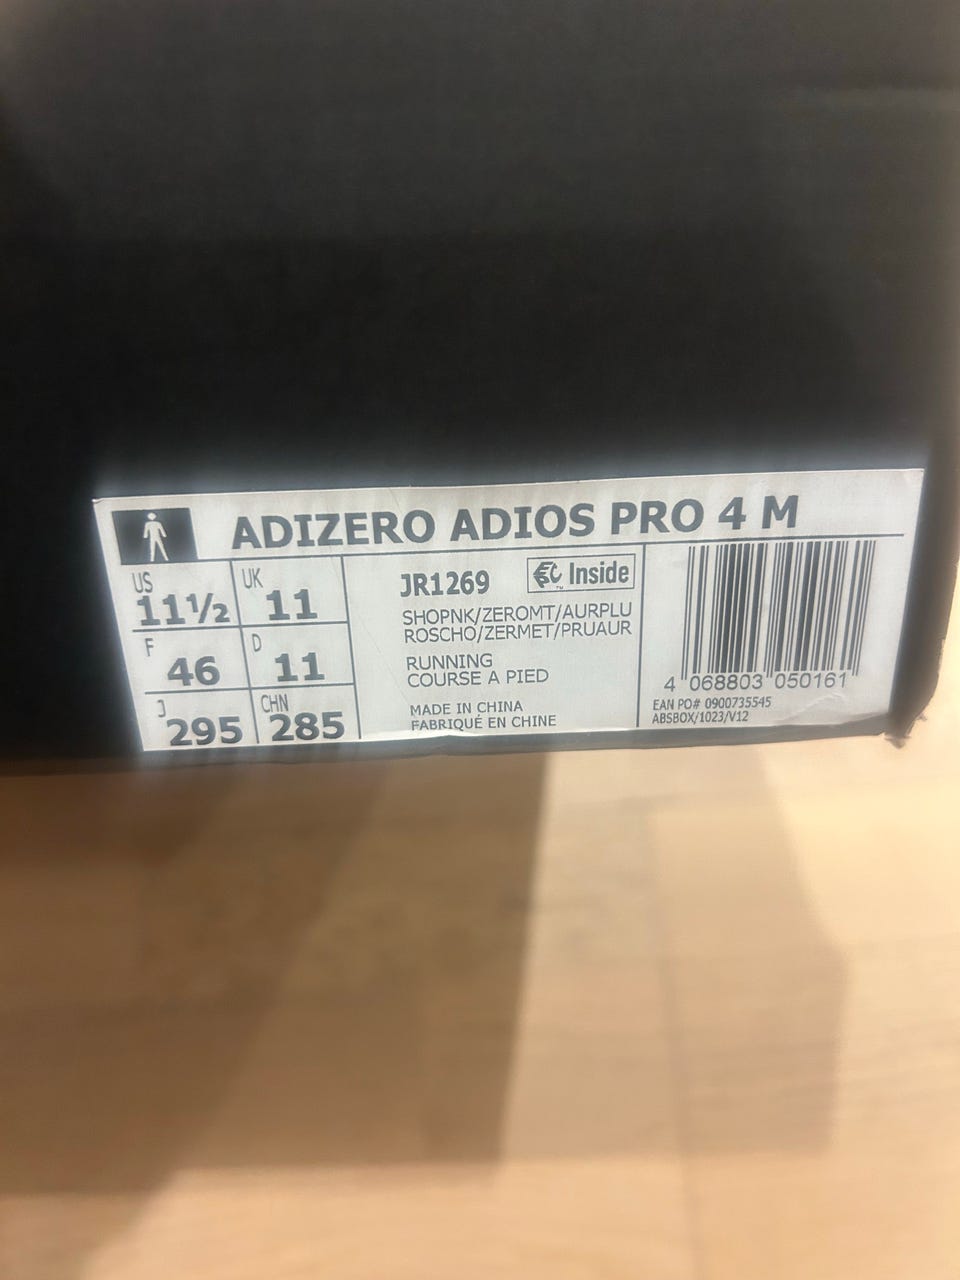 ADIZERO ADIOS PRO 4 M
US 11½ UK 11
F 46 D 11
J 295 CHN 285
JR1269 Inside
SHOPNK/ZEROMT/AURPLU
ROSCHO/ZERMET/PRUAUR
RUNNING
COURSE A PIED
MADE IN CHINA
FABRIQUÉ EN CHINE
4 068803 050161
EAN PO# 0900735545
ABSBOX/1023/V12